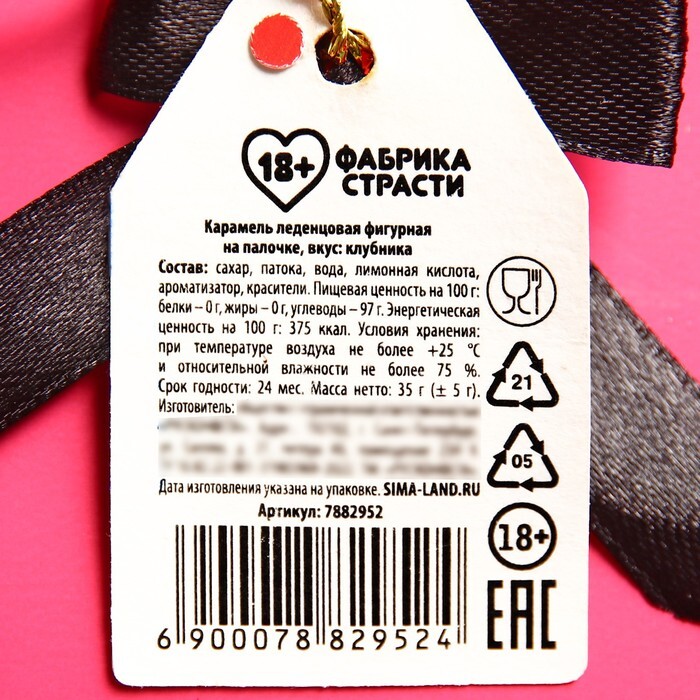 18+ ФАБРИКА
СТРАСТИ
Карамель леденцовая фигурная
на палочке, вкус: клубника
Состав: сахар, патока, вода, лимонная кислота,
ароматизатор, красители. Пищевая ценность на 100 г:
белки – 0 г, жиры – 0 г, углеводы – 97 г. Энергетическая
ценность на 100 г: 375 ккал. Условия хранения:
при температуре воздуха не более +25 °C
и относительной влажности не более 75 %.
Срок годности: 24 мес. Масса нетто: 35 г (± 5 г).
Изготовитель:
Дата изготовления указана на упаковке. SIMA-LAND.RU
Артикул: 7882952
6 900078 829524
21
05
18+
EAC